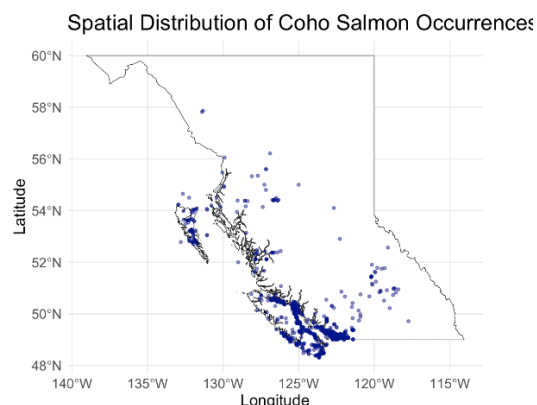 Spatial Distribution of Coho Salmon Occurrences
60°N
58°N
56°N
54°N
52°N
50°N
48°N
Latitude
140°W 135°W 130°W 125°W 120°W 115°W
Longitude